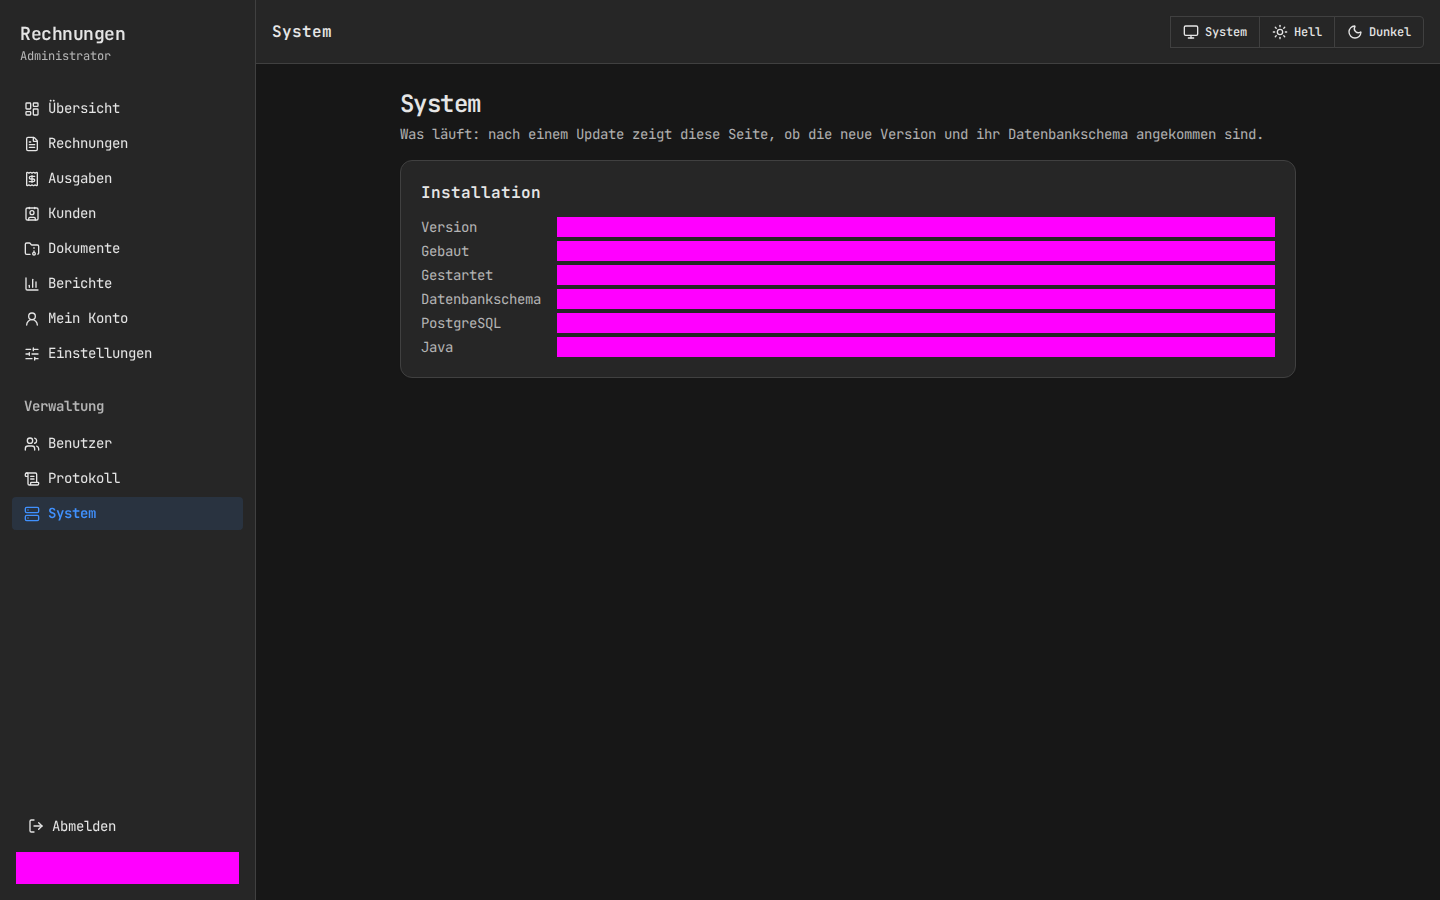 Rechnungen
Administrator
Übersicht
Rechnungen
Ausgaben
Kunden
Dokumente
Berichte
Mein Konto
Einstellungen
Verwaltung
Benutzer
Protokoll
System
Abmelden
System
System Hell Dunkel
System
Was läuft: nach einem Update zeigt diese Seite, ob die neue Version und ihr Datenbankschema angekommen sind.
Installation
Version
Gebaut
Gestartet
Datenbankschema
PostgreSQL
Java